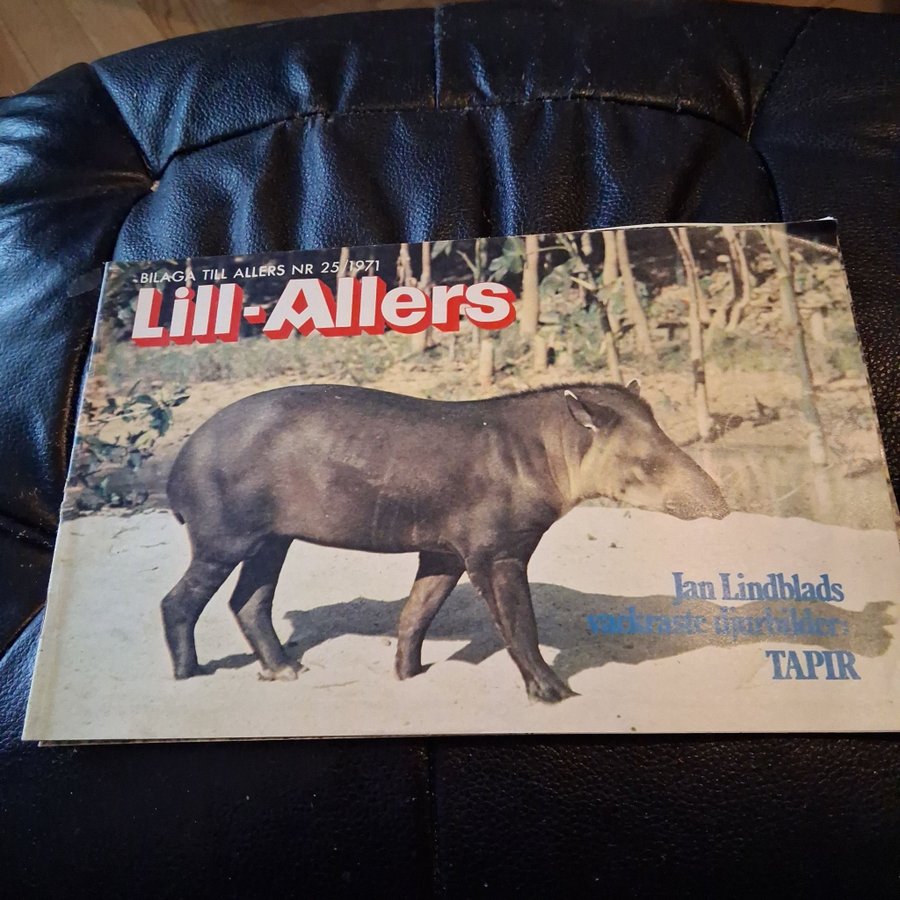 BILAGA TILL ALLERS NR 25/1971
Lill-Allers
Jan Lindblads
vackraste djurbilder:
TAPIR